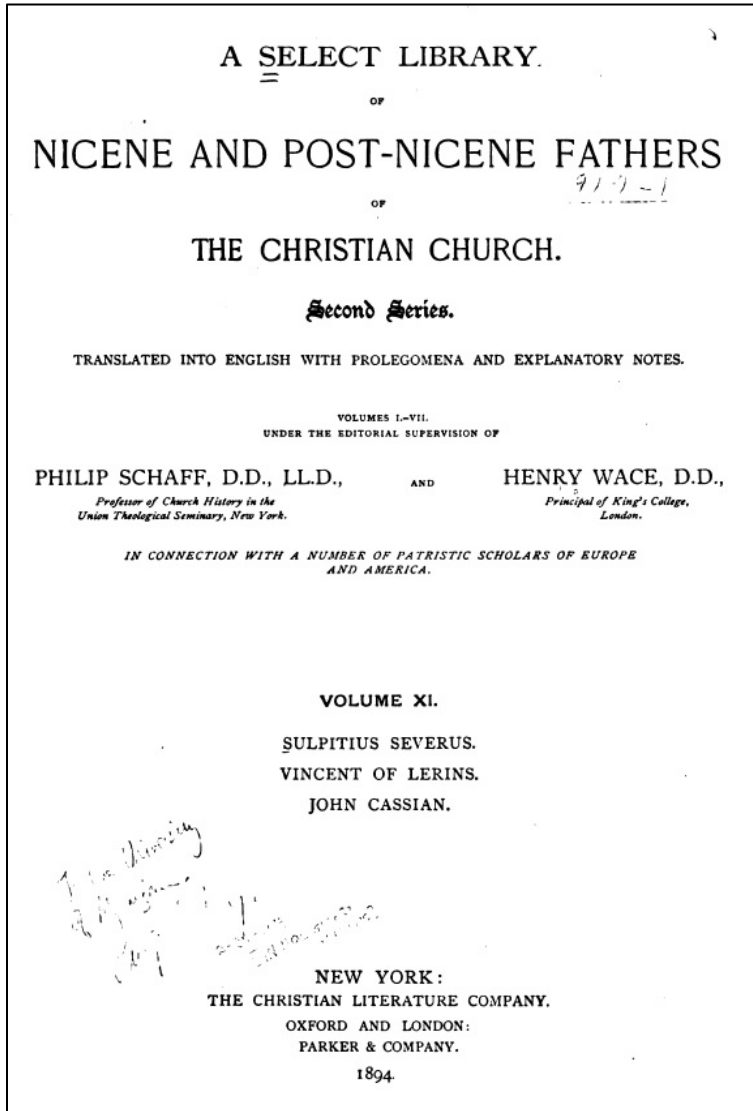 A SELECT LIBRARY.
OF
NICENE AND POST-NICENE FATHERS
OF
THE CHRISTIAN CHURCH.
Second Series.
TRANSLATED INTO ENGLISH WITH PROLEGOMENA AND EXPLANATORY NOTES.
VOLUMES I.–VII.
UNDER THE EDITORIAL SUPERVISION OF
PHILIP SCHAFF, D.D., LL.D., AND HENRY WACE, D.D.,
Professor of Church History in the Principal of King's College,
Union Theological Seminary, New York. London.
IN CONNECTION WITH A NUMBER OF PATRISTIC SCHOLARS OF EUROPE
AND AMERICA.
VOLUME XI.
SULPITIUS SEVERUS.
VINCENT OF LERINS.
JOHN CASSIAN.
NEW YORK:
THE CHRISTIAN LITERATURE COMPANY.
OXFORD AND LONDON:
PARKER & COMPANY.
1894.